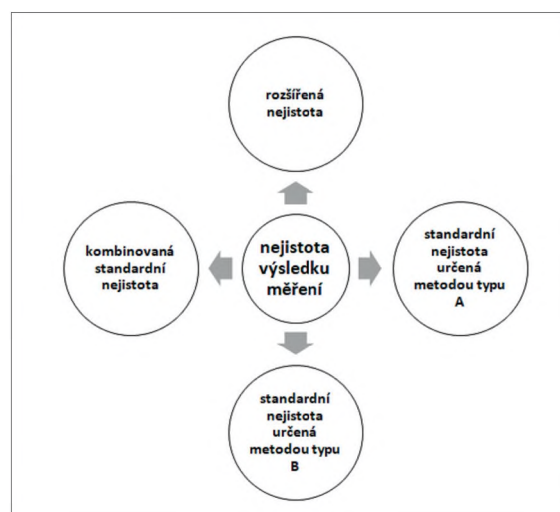 rozšířená
nejistota
kombinovaná
standardní
nejistota
nejistota
výsledku
měření
standardní
nejistota
určená
metodou typu
A
standardní
nejistota
určená
metodou typu
B